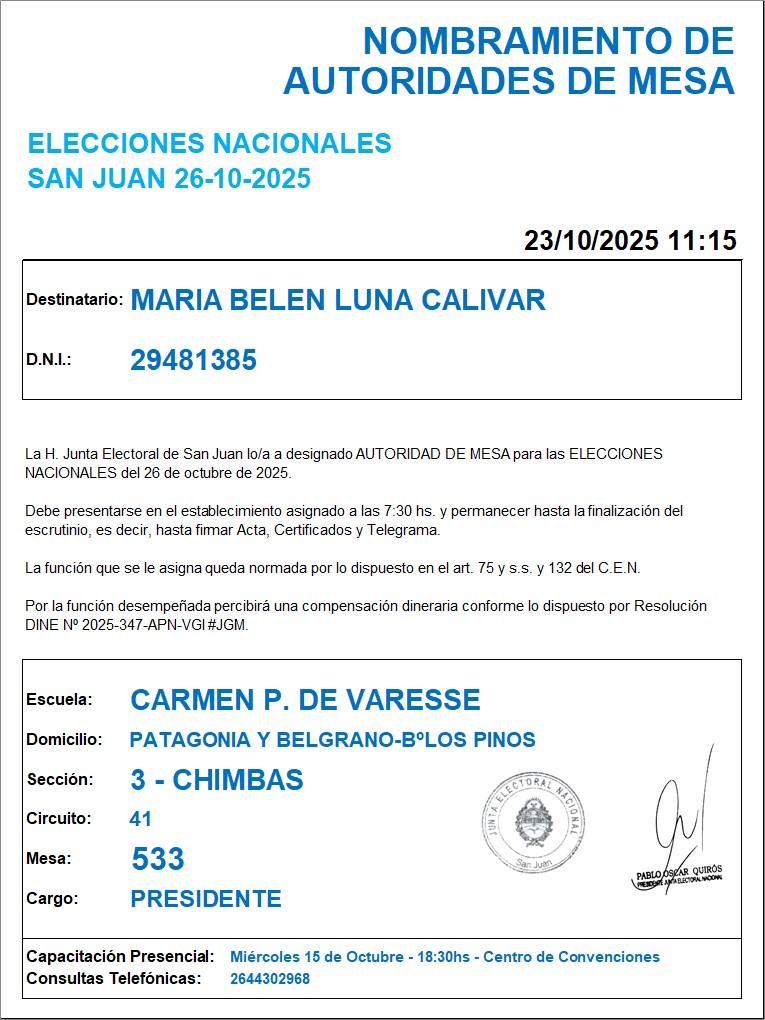 NOMBRAMIENTO DE
AUTORIDADES DE MESA
ELECCIONES NACIONALES
SAN JUAN 26-10-2025
23/10/2025 11:15
Destinatario: MARIA BELEN LUNA CALIVAR
D.N.I.: 29481385
La H. Junta Electoral de San Juan lo/a a designado AUTORIDAD DE MESA para las ELECCIONES
NACIONALES del 26 de octubre de 2025.
Debe presentarse en el establecimiento asignado a las 7:30 hs. y permanecer hasta la finalización del
escrutinio, es decir, hasta firmar Acta, Certificados y Telegrama.
La función que se le asigna queda normada por lo dispuesto en el art. 75 y s.s. y 132 del C.E.N.
Por la función desempeñada percibirá una compensación dineraria conforme lo dispuesto por Resolución
DINE Nº 2025-347-APN-VGI#JGM.
Escuela: CARMEN P. DE VARESSE
Domicilio: PATAGONIA Y BELGRANO-BºLOS PINOS
Sección: 3 - CHIMBAS
Circuito: 41
Mesa: 533
Cargo: PRESIDENTE
JUNTA ELECTORAL NACIONAL
San Juan
PABLO OSCAR QUIRÓS
PRESIDENTE JUNTA ELECTORAL NACIONAL
Capacitación Presencial: Miércoles 15 de Octubre - 18:30hs - Centro de Convenciones
Consultas Telefónicas: 2644302968